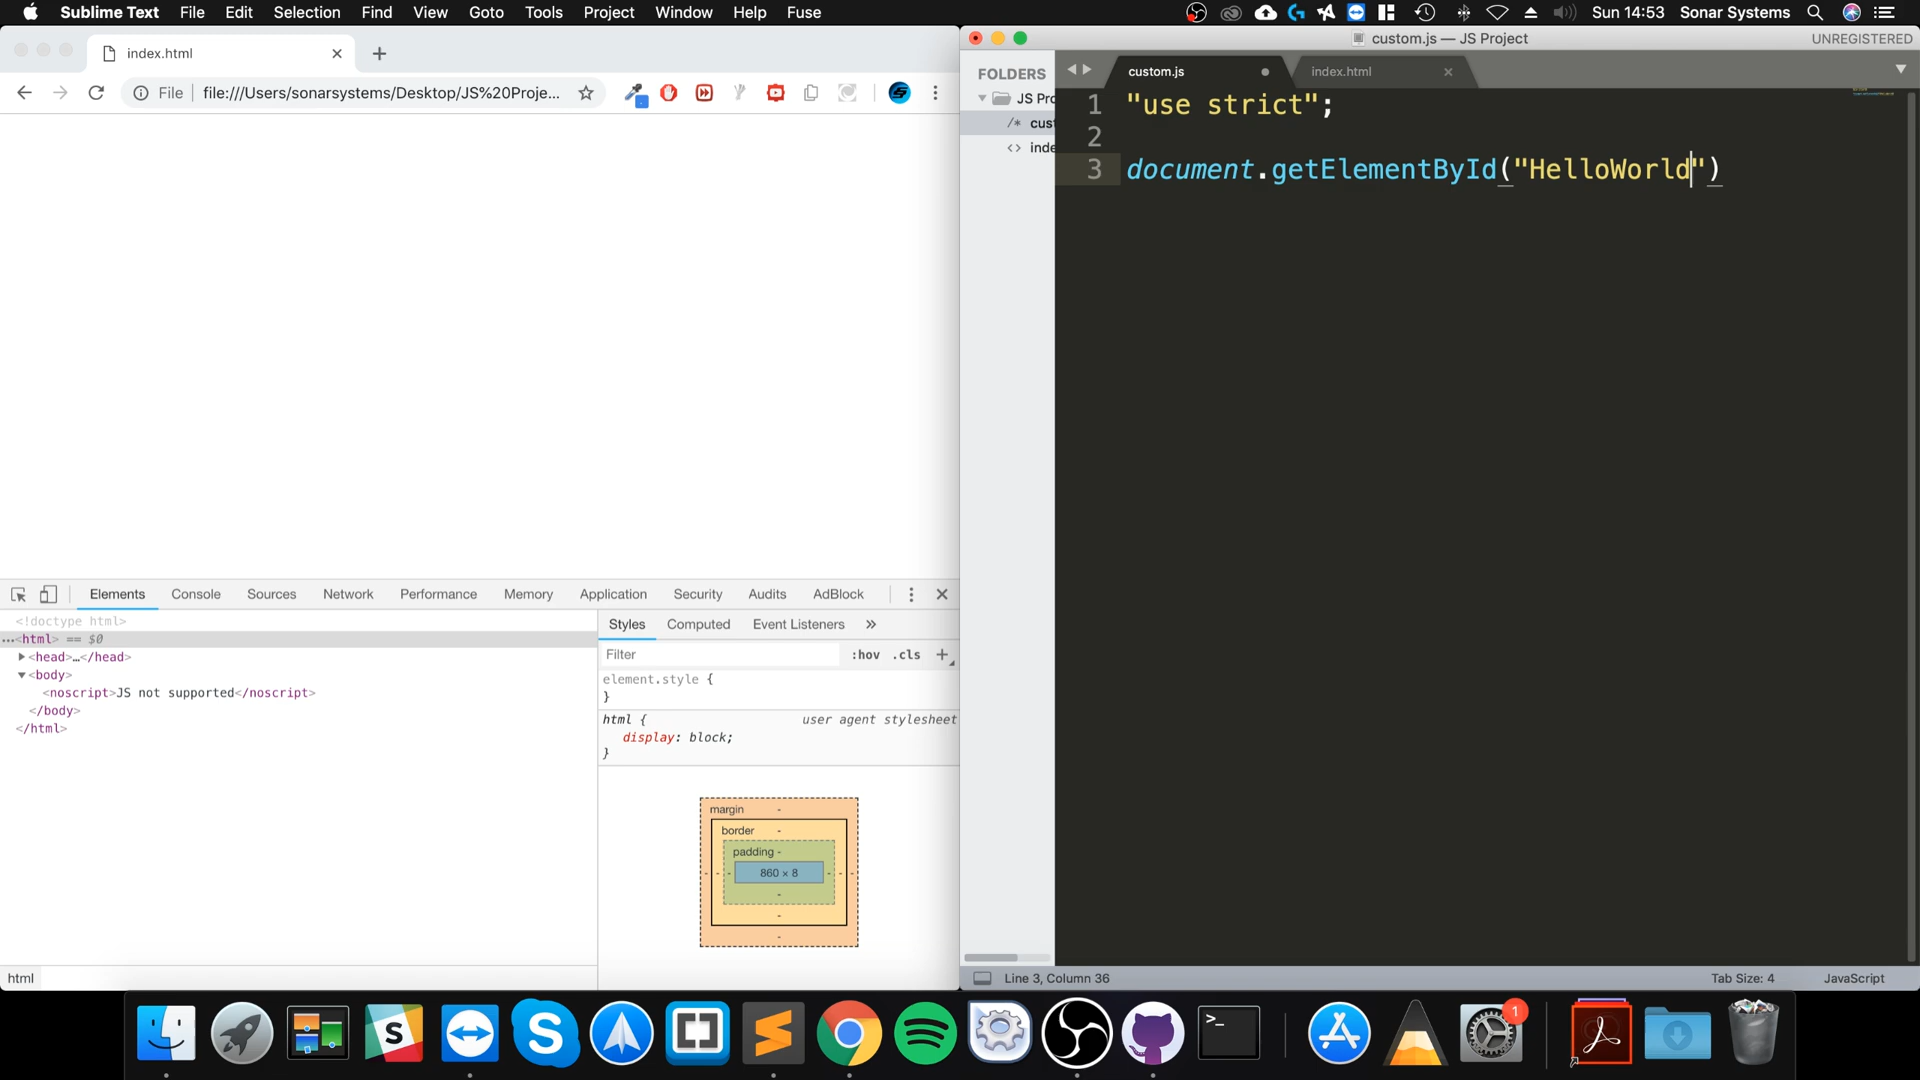 Sublime Text File Edit Selection Find View Goto Tools Project Window Help Fuse Sun 14:53 Sonar Systems
index.html
File file:///Users/sonarsystems/Desktop/JS%20Proje...
Elements Console Sources Network Performance Memory Application Security Audits AdBlock
<!doctype html>
…<html> == $0
<head>…</head>
<body>
<noscript>JS not supported</noscript>
</body>
</html>
html
Styles Computed Event Listeners »
Filter :hov .cls +
element.style {
}
html { user agent stylesheet
display: block;
}
margin -
border -
padding -
- - - 860 × 8 - - -
-
-
-
custom.js — JS Project UNREGISTERED
FOLDERS
JS Pro
/* cust
<> inde
custom.js index.html
1 "use strict";
2
3 document.getElementById("HelloWorld")
Line 3, Column 36 Tab Size: 4 JavaScript
S
S
>_
1